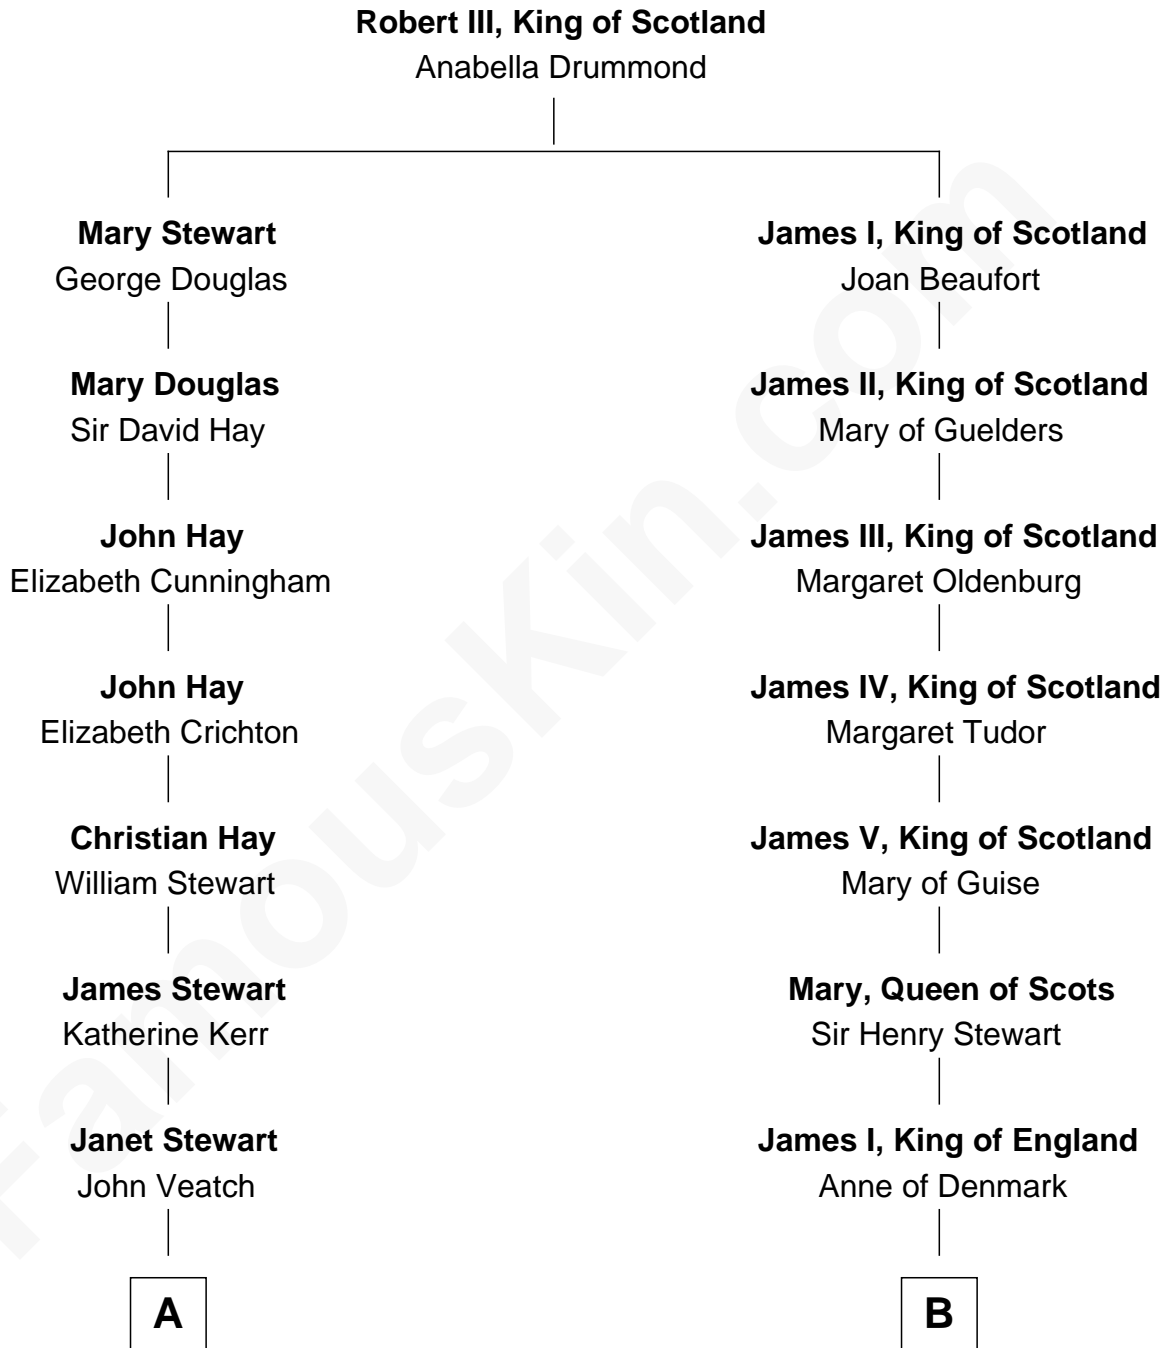 Robert III, King of Scotland
Anabella Drummond
Mary Stewart
George Douglas
James I, King of Scotland
Joan Beaufort
Mary Douglas
Sir David Hay
James II, King of Scotland
Mary of Guelders
John Hay
Elizabeth Cunningham
James III, King of Scotland
Margaret Oldenburg
John Hay
Elizabeth Crichton
James IV, King of Scotland
Margaret Tudor
Christian Hay
William Stewart
James V, King of Scotland
Mary of Guise
James Stewart
Katherine Kerr
Mary, Queen of Scots
Sir Henry Stewart
Janet Stewart
John Veatch
James I, King of England
Anne of Denmark
A
B
FamousKin.com